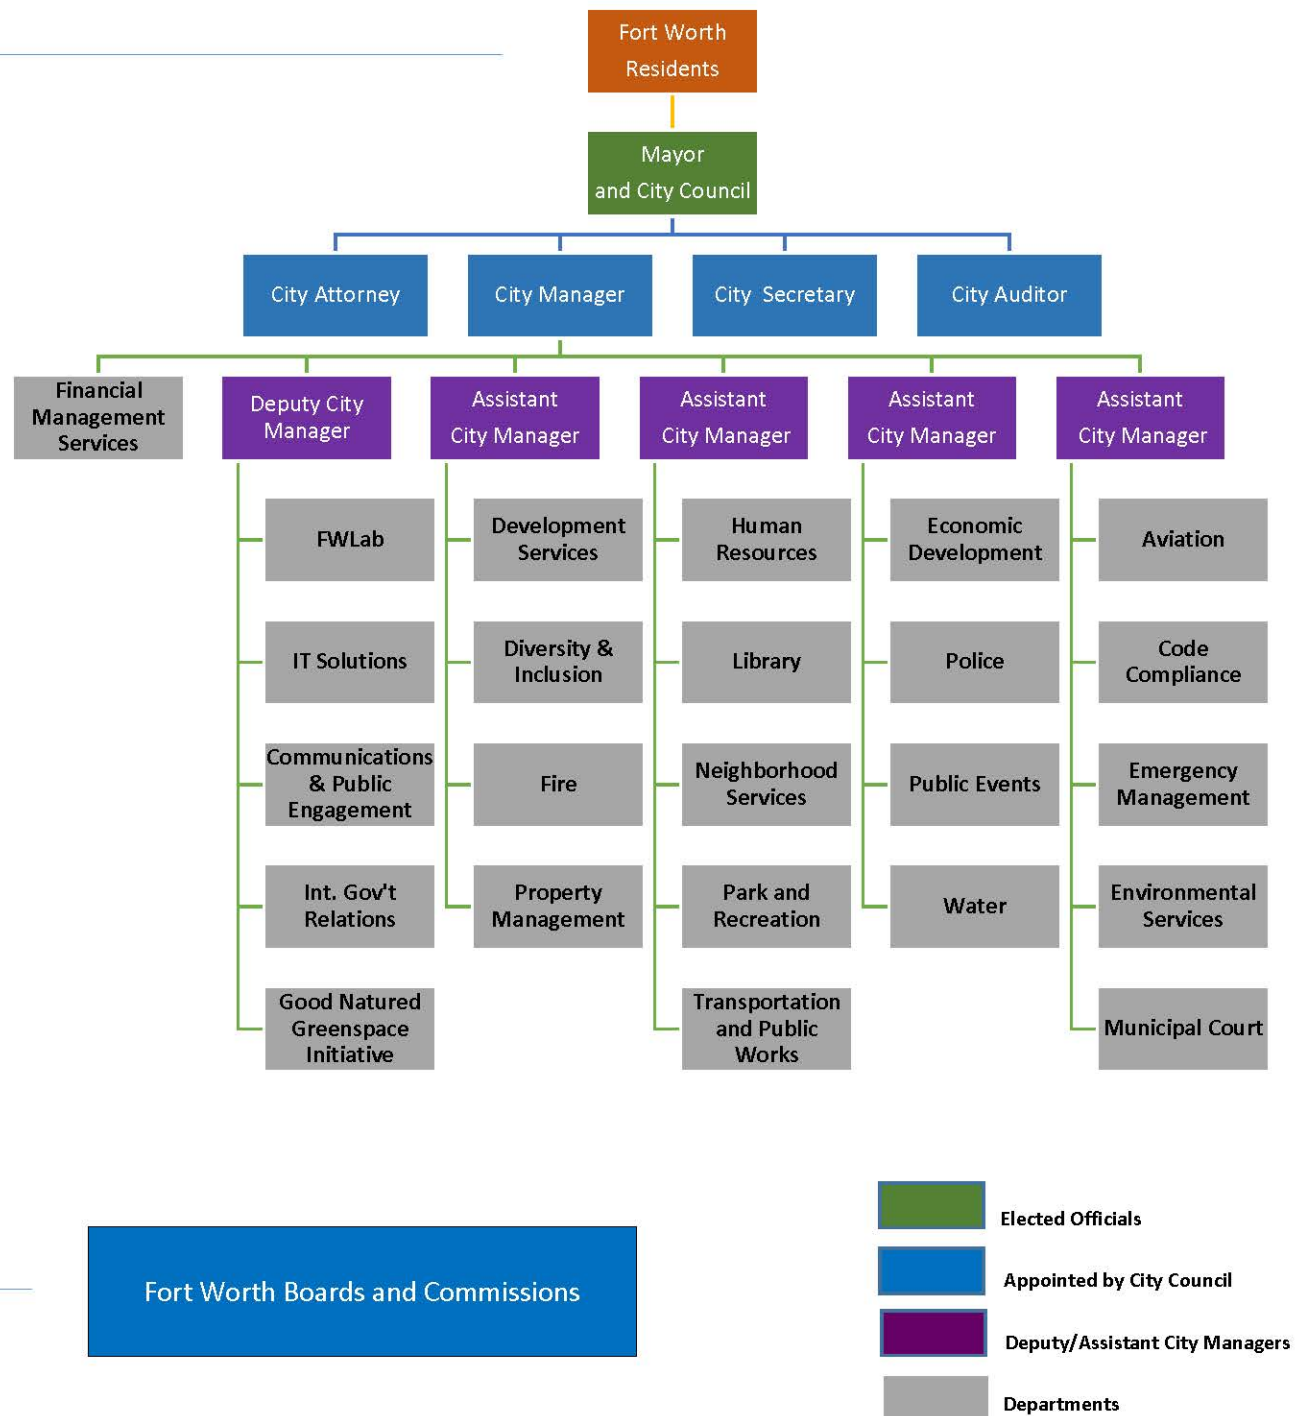 Fort Worth
Residents
Mayor
and City Council
City Attorney
City Manager
City Secretary
City Auditor
Financial
Management
Services
Deputy City
Manager
Assistant
City Manager
Assistant
City Manager
Assistant
City Manager
Assistant
City Manager
FWLab
Development
Services
Human
Resources
Economic
Development
Aviation
IT Solutions
Diversity &
Inclusion
Library
Police
Code
Compliance
Communications
& Public
Engagement
Fire
Neighborhood
Services
Public Events
Emergency
Management
Int. Gov't
Relations
Property
Management
Park and
Recreation
Water
Environmental
Services
Good Natured
Greenspace
Initiative
Transportation
and Public
Works
Municipal Court
Fort Worth Boards and Commissions
Elected Officials
Appointed by City Council
Deputy/Assistant City Managers
Departments